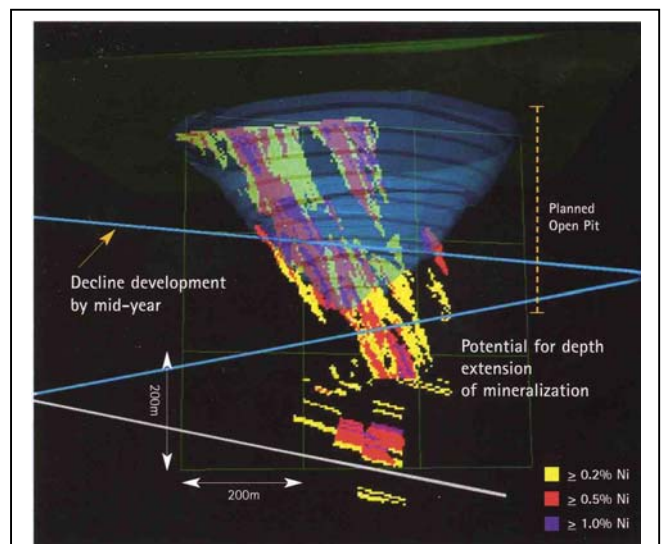 Planned
Open Pit
Decline development
by mid-year
Potential for depth
extension
of mineralization
200m
200m
≥ 0.2% Ni
≥ 0.5% Ni
≥ 1.0% Ni